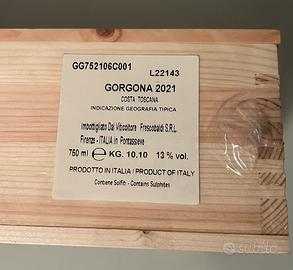 GG752106C001
L22143
GORGONA 2021
COSTA TOSCANA
INDICAZIONE GEOGRAFIA TIPICA
Imbottigliato Dal Viticoltore Frescobaldi S.R.L.
Firenze - ITALIA in Pontassieve
750 ml e KG. 10,10 13 % vol.
PRODOTTO IN ITALIA / PRODUCT OF ITALY
Contiene Solfiti - Contains Sulphites
subito